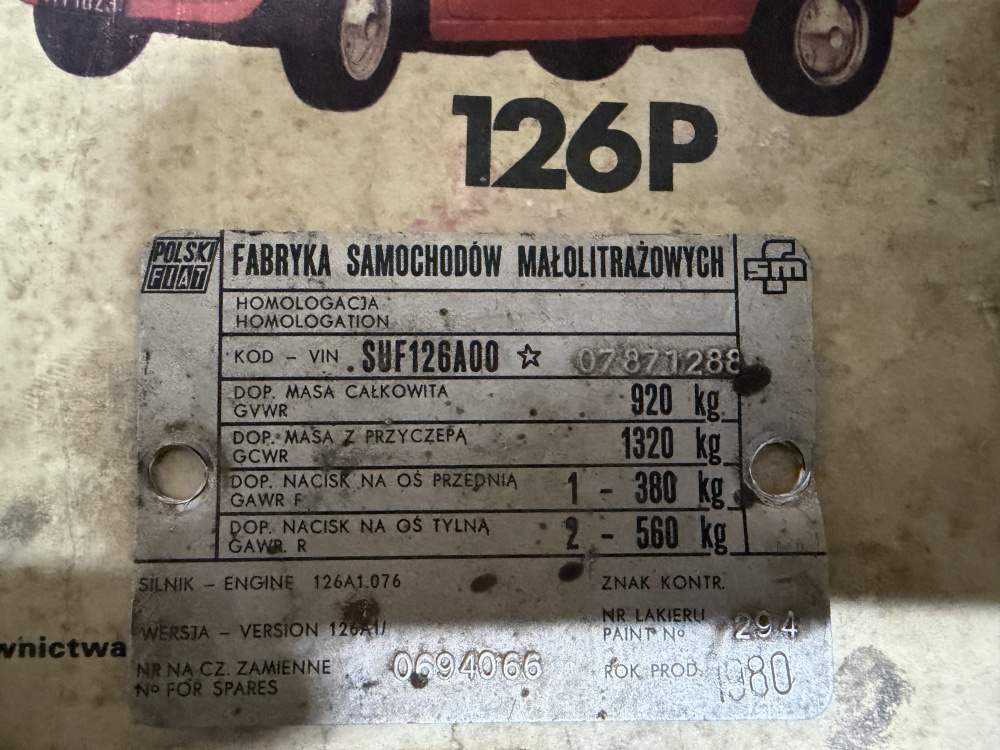 126P
POLSKI
FIAT
FABRYKA SAMOCHODÓW MAŁOLITRAŻOWYCH
fsm
HOMOLOGACJA
HOMOLOGATION
KOD – VIN .SUF126A00 ☆ 07871288
DOP. MASA CAŁKOWITA
GVWR
920 kg
DOP. MASA Z PRZYCZEPĄ
GCWR
1320 kg
DOP. NACISK NA OŚ PRZEDNIĄ
GAWR F
1 – 380 kg
DOP. NACISK NA OŚ TYLNĄ
GAWR. R
2 – 560 kg
SILNIK – ENGINE 126A1.076
ZNAK KONTR.
WERSJA – VERSION 126A1/
NR LAKIERU
PAINT No
294
wnictwa
NR NA CZ. ZAMIENNE
No FOR SPARES
0694066
ROK PROD. 1980